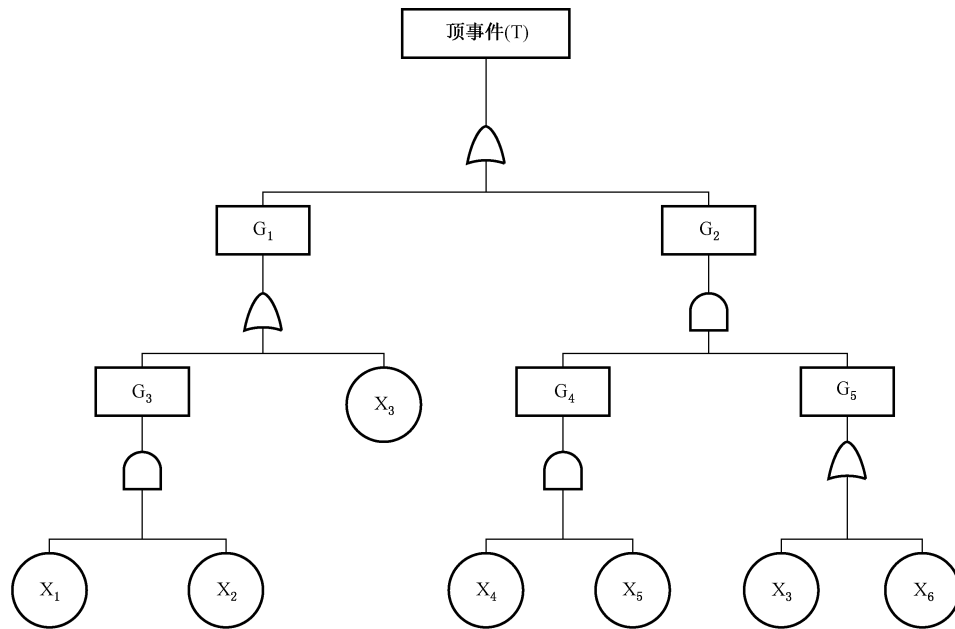 顶事件(T)
G₁
G₂
G₃
X₃
G₄
G₅
X₁
X₂
X₄
X₅
X₃
X₆